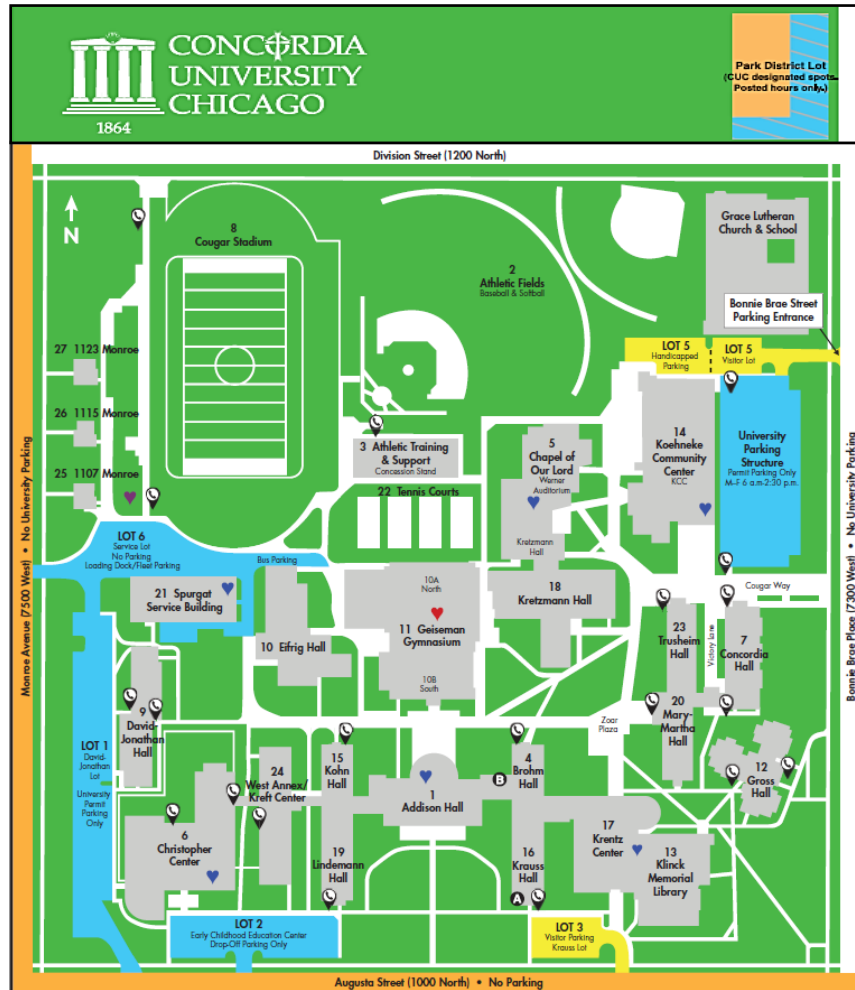 CONCORDIA
UNIVERSITY
CHICAGO
1864
Park District Lot
(CUC designated spots.
Posted hours only.)
Division Street (1200 North)
N
8
Cougar Stadium
2
Athletic Fields
Baseball & Softball
Grace Lutheran
Church & School
Bonnie Brae Street
Parking Entrance
LOT 5
Handicapped
Parking
LOT 5
Visitor Lot
27 1123 Monroe
26 1115 Monroe
25 1107 Monroe
3 Athletic Training
& Support
Concession Stand
22 Tennis Courts
5
Chapel of
Our Lord
Werner
Auditorium
Kretzmann
Hall
14
Koehneke
Community
Center
KCC
University
Parking
Structure
Permit Parking Only
M–F 6 a.m-2:30 p.m.
Monroe Avenue (7500 West) • No University Parking
Bonnie Brae Place (7300 West) • No University Parking
LOT 6
Service Lot
No Parking
Loading Dock/Fleet Parking
Bus Parking
21 Spurgat
Service Building
10 Eifrig Hall
10A
North
11 Geiseman
Gymnasium
10B
South
18
Kretzmann Hall
Cougar Way
23
Trusheim
Hall
Victory Lane
7
Concordia
Hall
9
David-
Jonathan
Hall
20
Mary-
Martha
Hall
Zoar
Plaza
12
Gross
Hall
LOT 1
David-
Jonathan
Lot
University
Permit
Parking
Only
24
West Annex/
Kreft Center
15
Kohn
Hall
1
Addison Hall
B
4
Brohm
Hall
6
Christopher
Center
19
Lindemann
Hall
16
Krauss
Hall
A
17
Krentz
Center
13
Klinck
Memorial
Library
LOT 2
Early Childhood Education Center
Drop-Off Parking Only
LOT 3
Visitor Parking
Krauss Lot
Augusta Street (1000 North) • No Parking